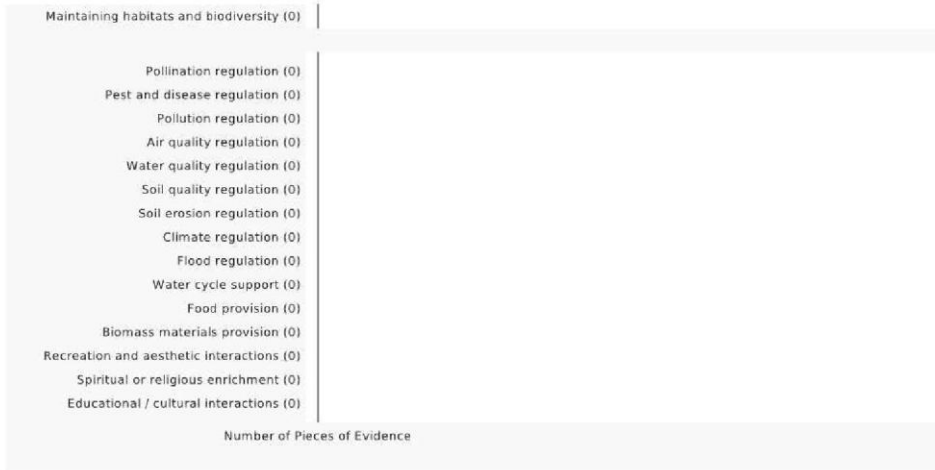 Maintaining habitats and biodiversity (0)
Pollination regulation (0)
Pest and disease regulation (0)
Pollution regulation (0)
Air quality regulation (0)
Water quality regulation (0)
Soil quality regulation (0)
Soil erosion regulation (0)
Climate regulation (0)
Flood regulation (0)
Water cycle support (0)
Food provision (0)
Biomass materials provision (0)
Recreation and aesthetic interactions (0)
Spiritual or religious enrichment (0)
Educational / cultural interactions (0)
Number of Pieces of Evidence